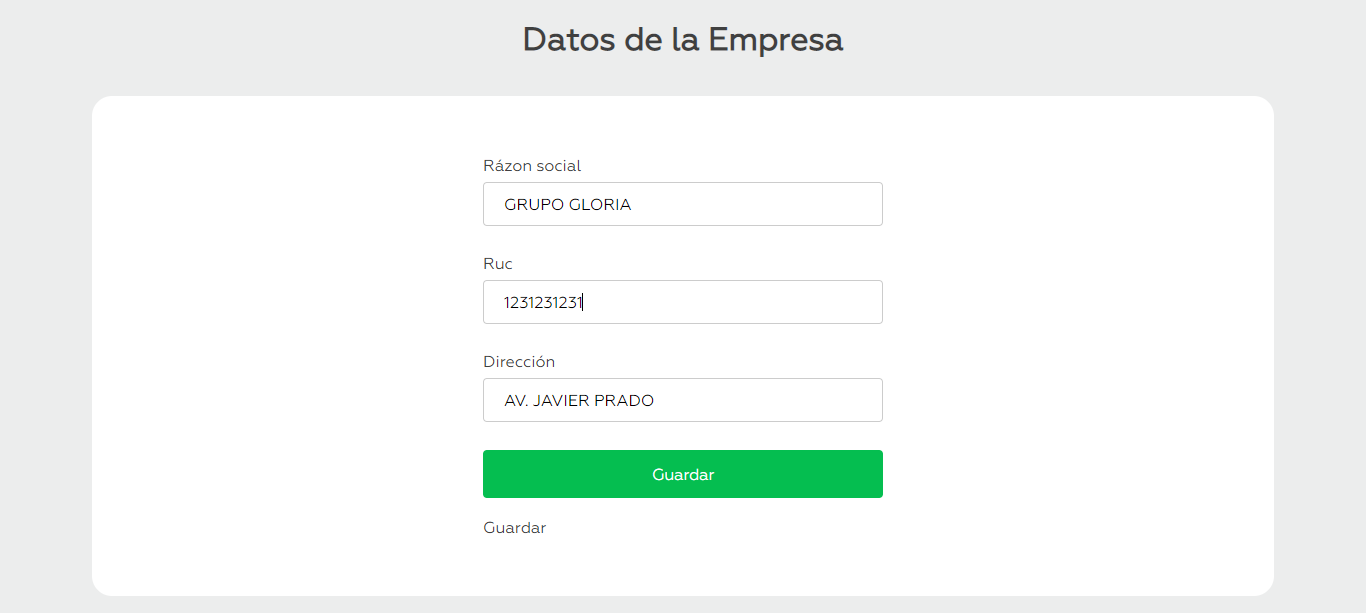 Datos de la Empresa
Rázon social
GRUPO GLORIA
Ruc
1231231231
Dirección
AV. JAVIER PRADO
Guardar
Guardar